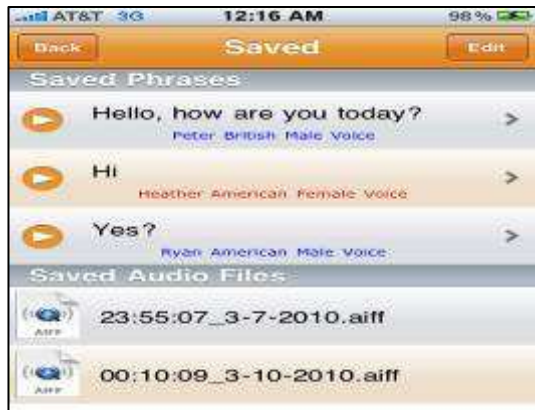 AT&T 3G 12:16 AM 98%
Back Saved Edit
Saved Phrases
Hello, how are you today?
Peter British Male Voice
Hi
Heather American Female Voice
Yes?
Ryan American Male Voice
Saved Audio Files
AIFF 23:55:07_3-7-2010.aiff
AIFF 00:10:09_3-10-2010.aiff